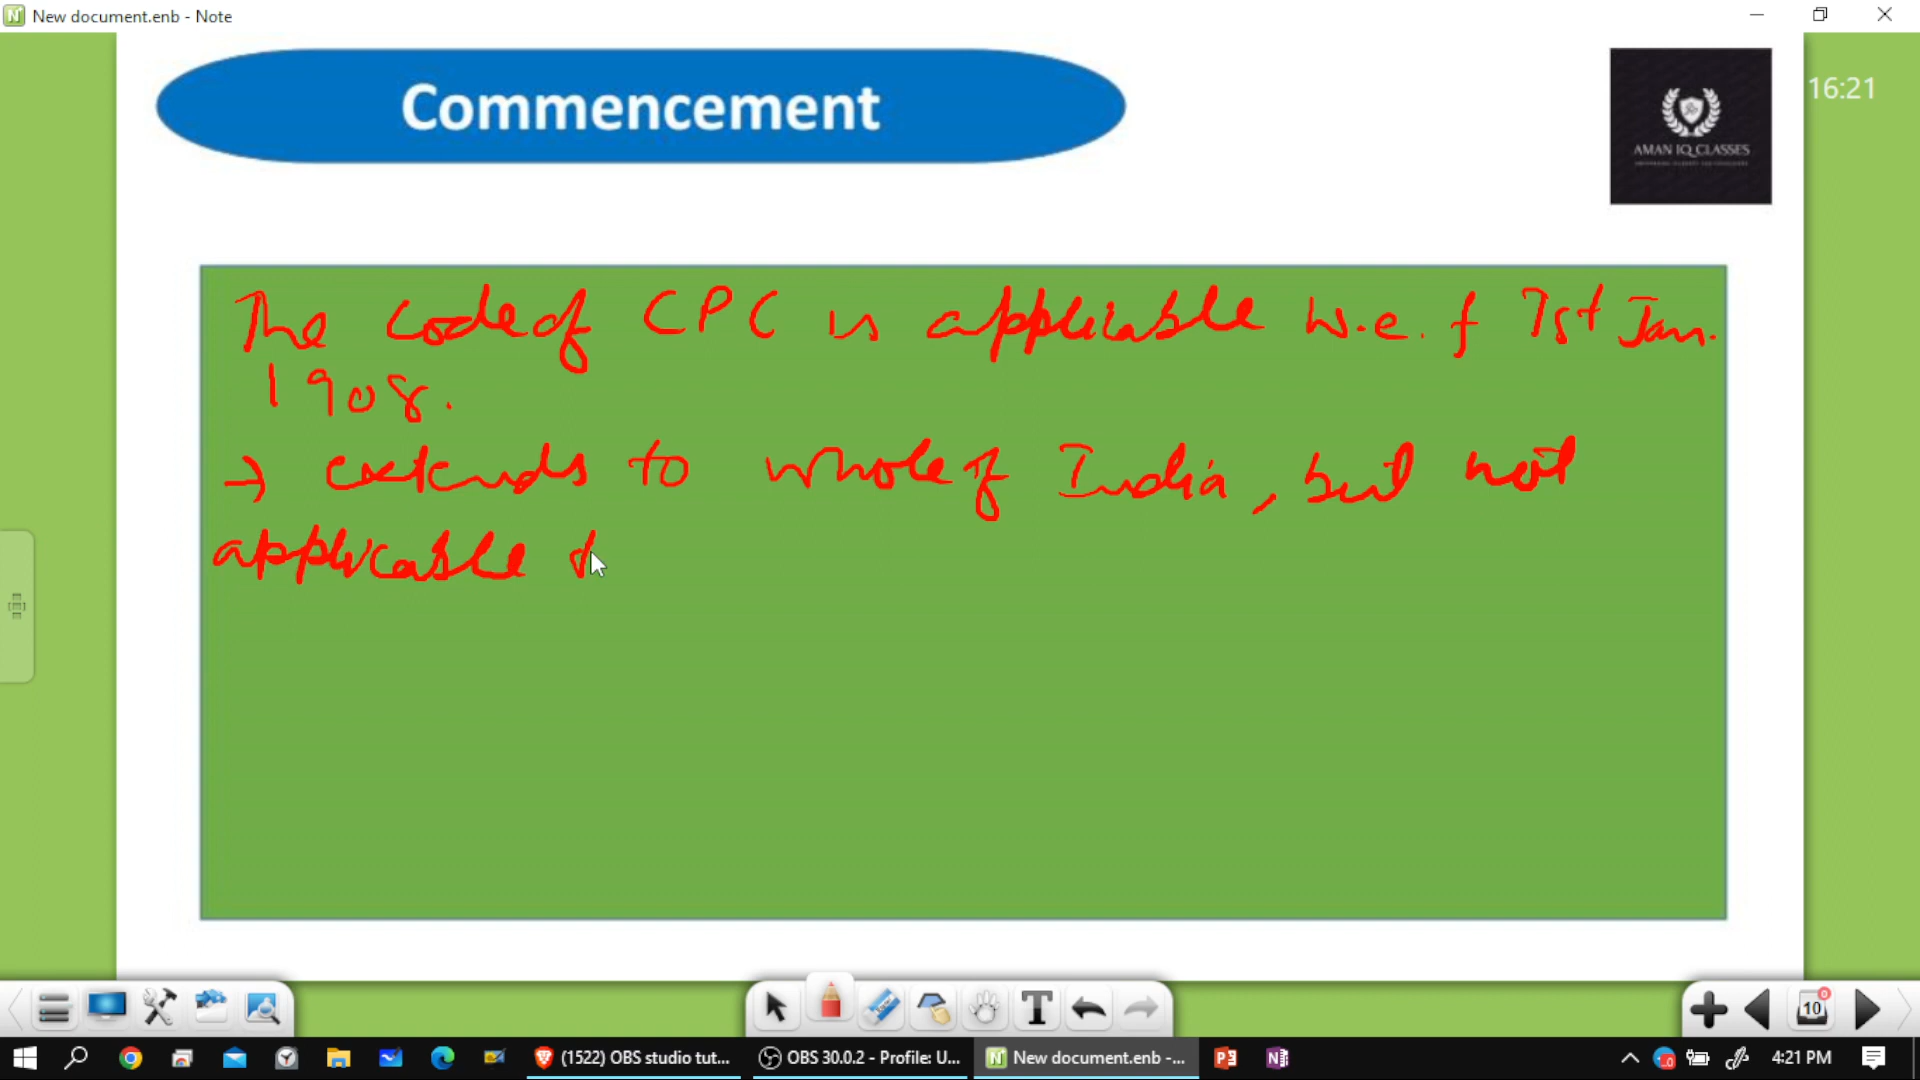 New document.enb - Note
Commencement
AMAN IQ CLASSES
16:21
The code of CPC is applicable w.e.f 1st Jan.
1908.
→ extends to whole of India, but not
applicable
10
0
(1522) OBS studio tut...
OBS 30.0.2 - Profile: U...
New document.enb -...
4:21 PM